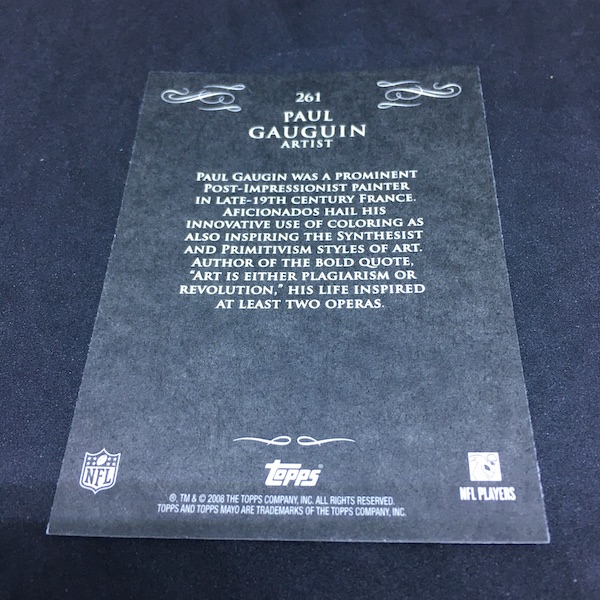 261
PAUL
GAUGUIN
ARTIST
PAUL GAUGIN WAS A PROMINENT
POST-IMPRESSIONIST PAINTER
IN LATE-19TH CENTURY FRANCE.
AFICIONADOS HAIL HIS
INNOVATIVE USE OF COLORING AS
ALSO INSPIRING THE SYNTHESIST
AND PRIMITIVISM STYLES OF ART.
AUTHOR OF THE BOLD QUOTE,
“ART IS EITHER PLAGIARISM OR
REVOLUTION,” HIS LIFE INSPIRED
AT LEAST TWO OPERAS.
NFL
topps®
NFL PLAYERS
®, TM & © 2008 THE TOPPS COMPANY, INC. ALL RIGHTS RESERVED.
TOPPS AND TOPPS MAYO ARE TRADEMARKS OF THE TOPPS COMPANY, INC.